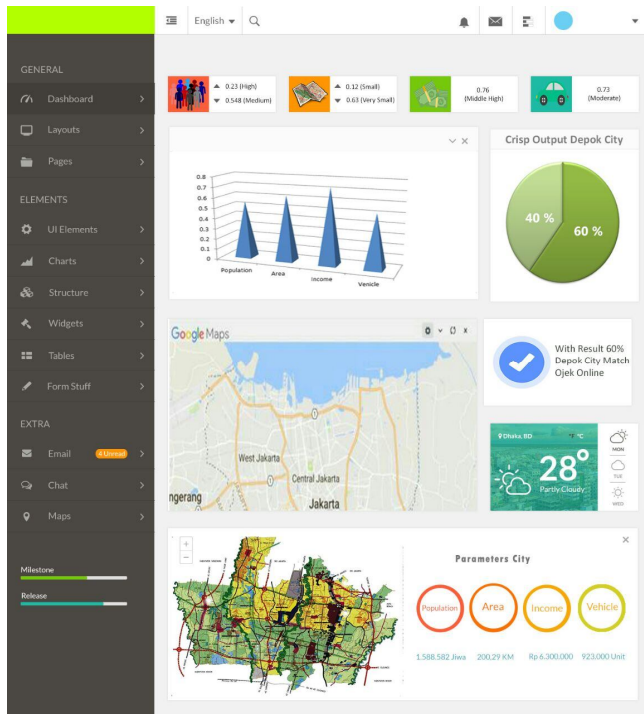 English
GENERAL
Dashboard
Layouts
Pages
ELEMENTS
UI Elements
Charts
Structure
Widgets
Tables
Form Stuff
EXTRA
Email
4 Unread
Chat
Maps
Milestone
Release
0.23 (High)
0.548 (Medium)
0.12 (Small)
0.63 (Very Small)
0.76
(Middle High)
0.73
(Moderate)
0.8
0.7
0.6
0.5
0.4
0.3
0.2
0.1
0
Population
Area
Income
Venicle
Crisp Output Depok City
40 %
60 %
Google Maps
West Jakarta
Central Jakarta
ngerang
Jakarta
With Result 60%
Depok City Match
Ojek Online
Dhaka, BD
°F °C
28°
Partly Cloudy
MON
TUE
WED
Parameters City
Population
Area
Income
Vehicle
1.588.582 Jiwa
200,29 KM
Rp 6.300.000
923.000 Unit